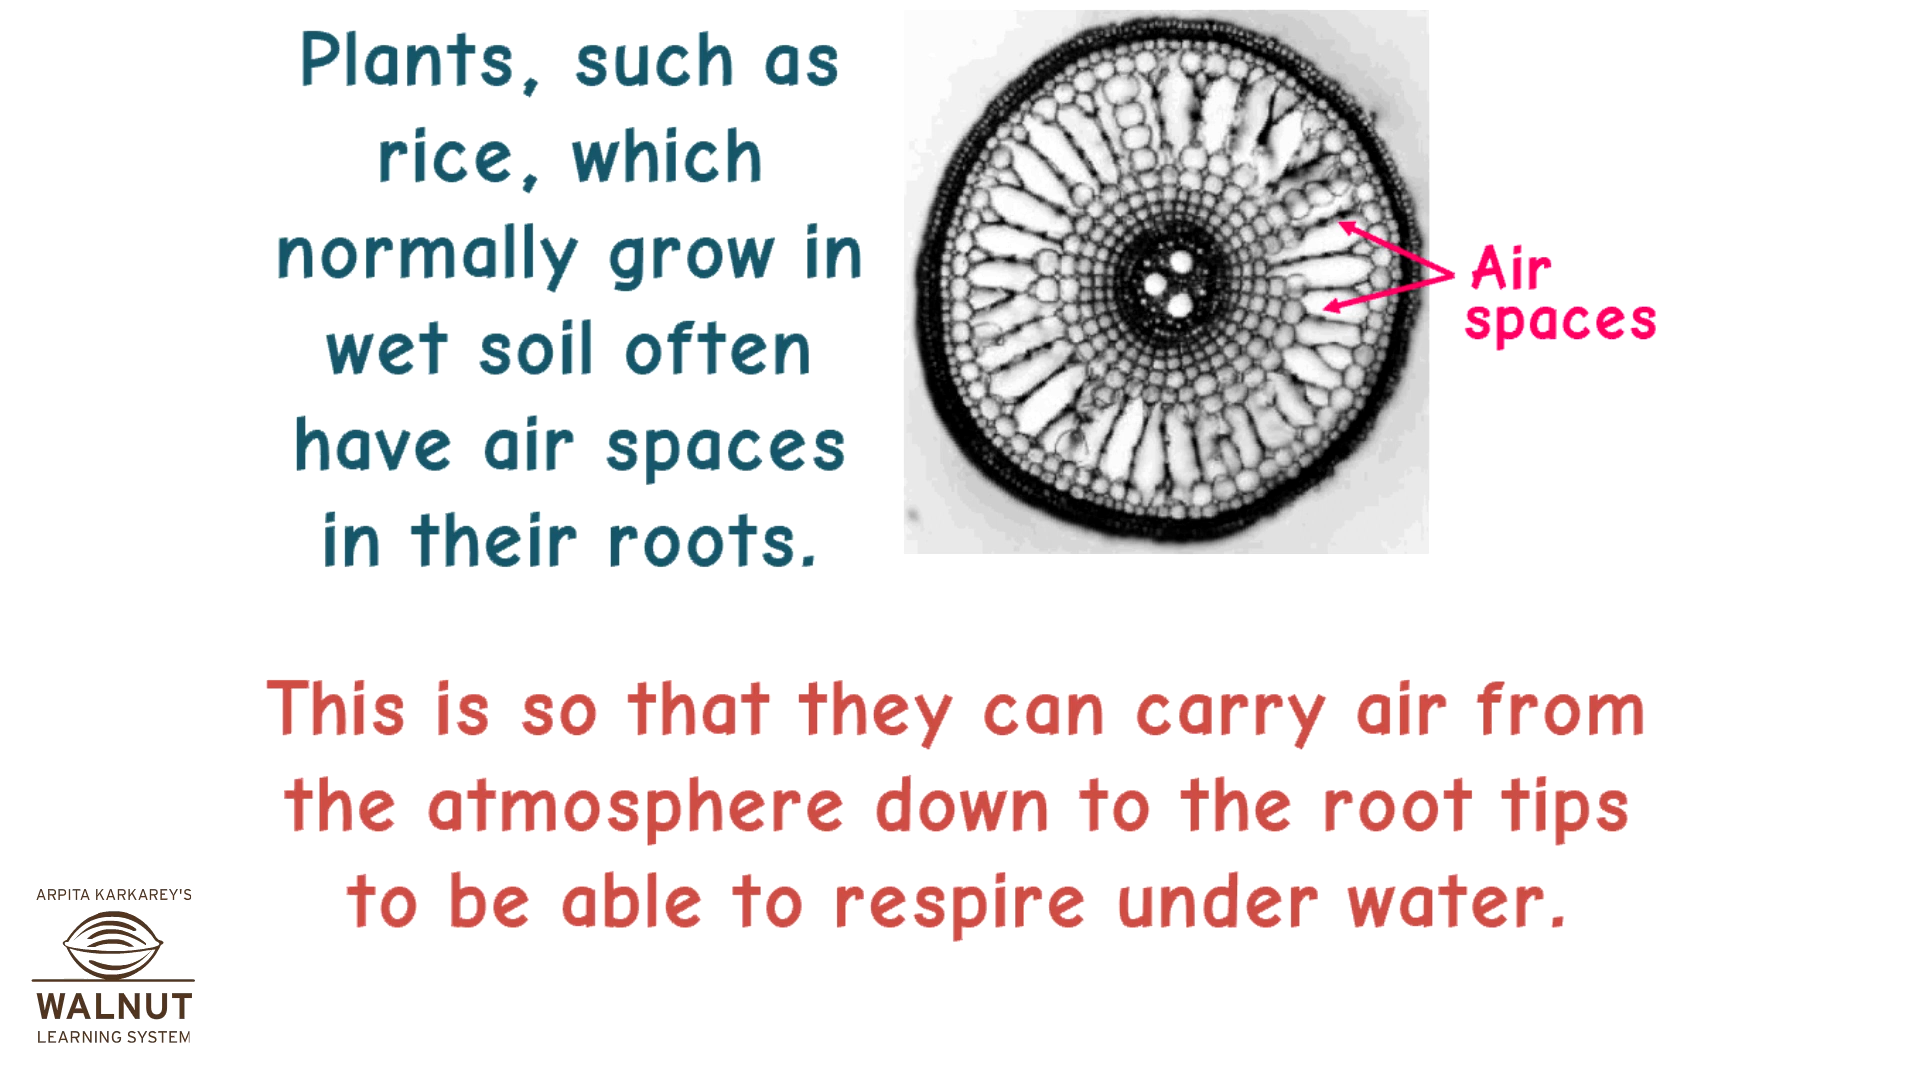 Plants, such as
rice, which
normally grow in
wet soil often
have air spaces
in their roots.
Air
spaces
This is so that they can carry air from
the atmosphere down to the root tips
to be able to respire under water.
ARPITA KARKAREY'S
WALNUT
LEARNING SYSTEM